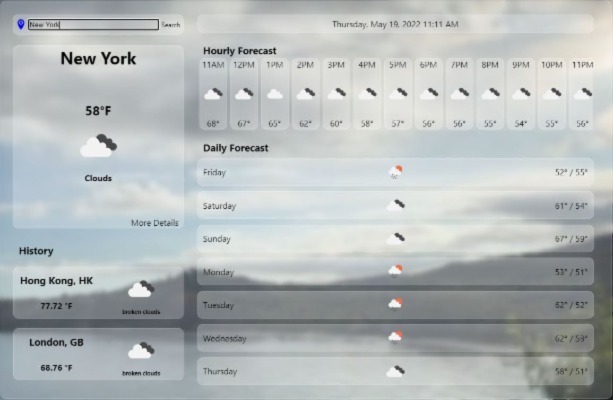 New York
Search
Thursday, May 19, 2022 11:11 AM
New York
58°F
Clouds
More Details
History
Hong Kong, HK
77.72 °F
broken clouds
London, GB
68.76 °F
broken clouds
Hourly Forecast
11AM 12PM 1PM 2PM 3PM 4PM 5PM 6PM 7PM 8PM 9PM 10PM 11PM
68° 67° 65° 62° 60° 58° 57° 56° 56° 55° 54° 55° 56°
Daily Forecast
Friday 52° / 55°
Saturday 61° / 54°
Sunday 67° / 59°
Monday 53° / 51°
Tuesday 62° / 52°
Wednesday 62° / 53°
Thursday 58° / 51°